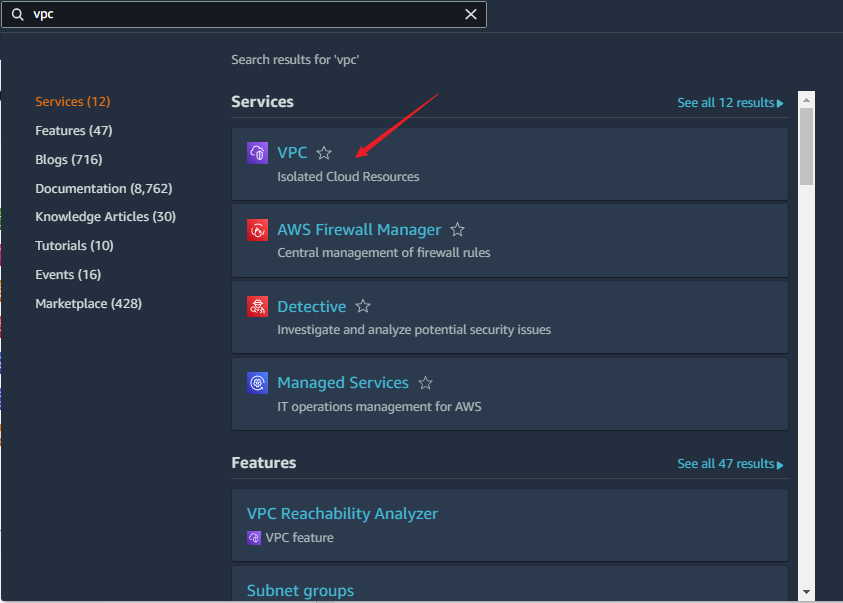 vpc
Search results for 'vpc'
Services (12)
Features (47)
Blogs (716)
Documentation (8,762)
Knowledge Articles (30)
Tutorials (10)
Events (16)
Marketplace (428)
Services
See all 12 results
VPC
Isolated Cloud Resources
AWS Firewall Manager
Central management of firewall rules
Detective
Investigate and analyze potential security issues
Managed Services
IT operations management for AWS
Features
See all 47 results
VPC Reachability Analyzer
VPC feature
Subnet groups